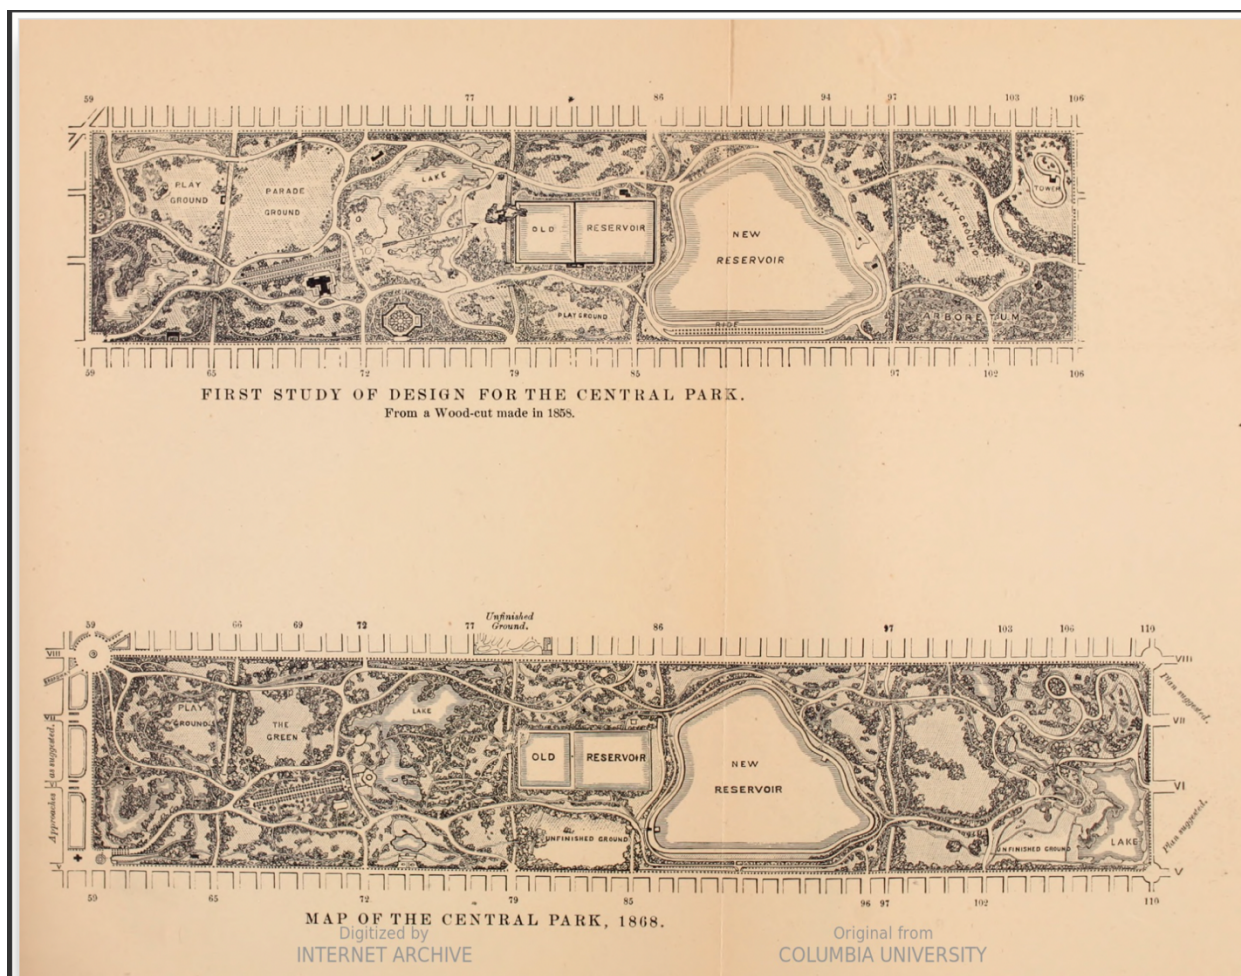 59 77 86 94 97 103 106
PLAY
GROUND
PARADE
GROUND
LAKE
OLD RESERVOIR
NEW
RESERVOIR
PLAY-GROUND
TOWER
PLAYGROUND
RIDE
ARBORETUM
59 65 72 79 85 97 102 106
FIRST STUDY OF DESIGN FOR THE CENTRAL PARK.
From a Wood-cut made in 1858.
Unfinished
Ground.
59 66 69 72 77 86 97 103 106 110
VIII VIII
Plan suggested.
PLAY
GROUND
THE
GREEN
LAKE
VII VII
as suggested.
OLD RESERVOIR
NEW
RESERVOIR
VI VI
Approaches
Plan suggested.
UNFINISHED GROUND
UNFINISHED GROUND
LAKE
V V
59 65 72 79 85 96 97 102 110
MAP OF THE CENTRAL PARK, 1868.
Digitized by
INTERNET ARCHIVE
Original from
COLUMBIA UNIVERSITY